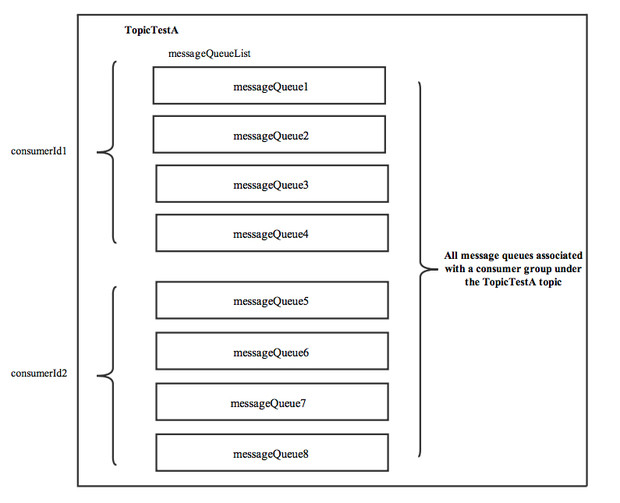 TopicTestA
messageQueueList
messageQueue1
messageQueue2
consumerId1
messageQueue3
messageQueue4
All message queues associated
with a consumer group under
the TopicTestA topic
messageQueue5
messageQueue6
consumerId2
messageQueue7
messageQueue8